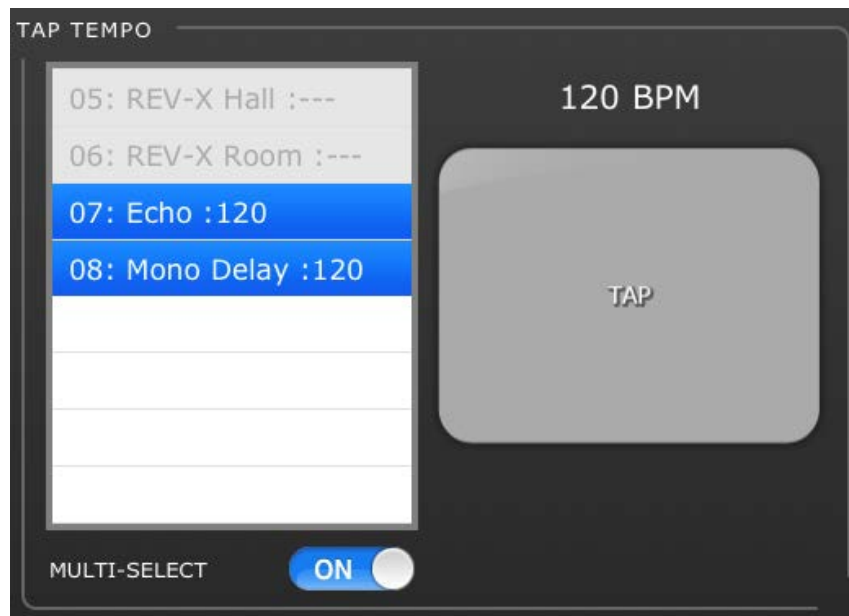 TAP TEMPO
05: REV-X Hall :---
06: REV-X Room :---
07: Echo :120
08: Mono Delay :120
120 BPM
TAP
MULTI-SELECT
ON